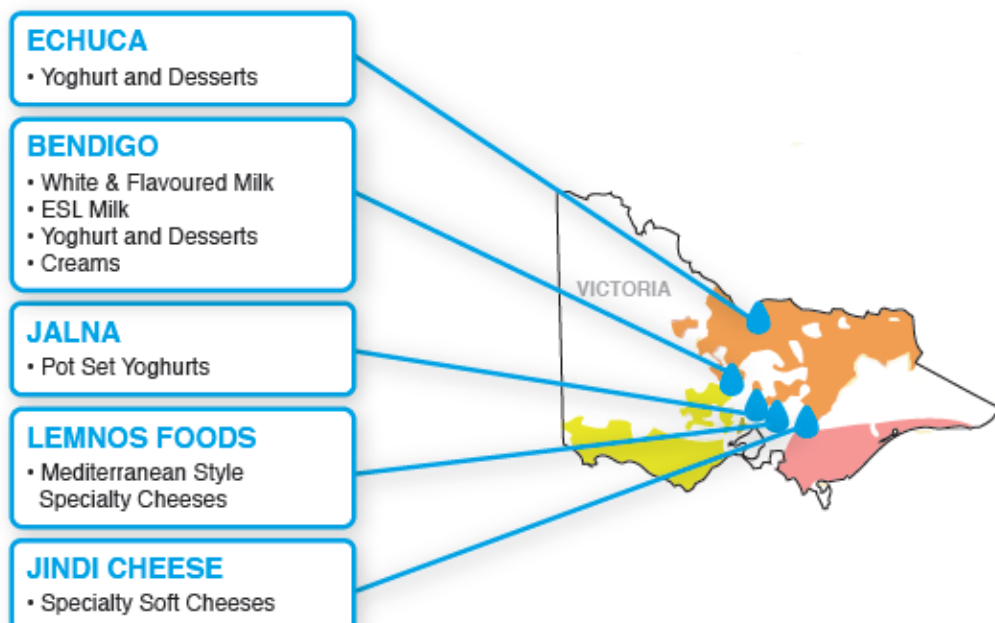 ECHUCA
• Yoghurt and Desserts
BENDIGO
• White & Flavoured Milk
• ESL Milk
• Yoghurt and Desserts
• Creams
JALNA
• Pot Set Yoghurts
LEMNOS FOODS
• Mediterranean Style
Specialty Cheeses
JINDI CHEESE
• Specialty Soft Cheeses
VICTORIA